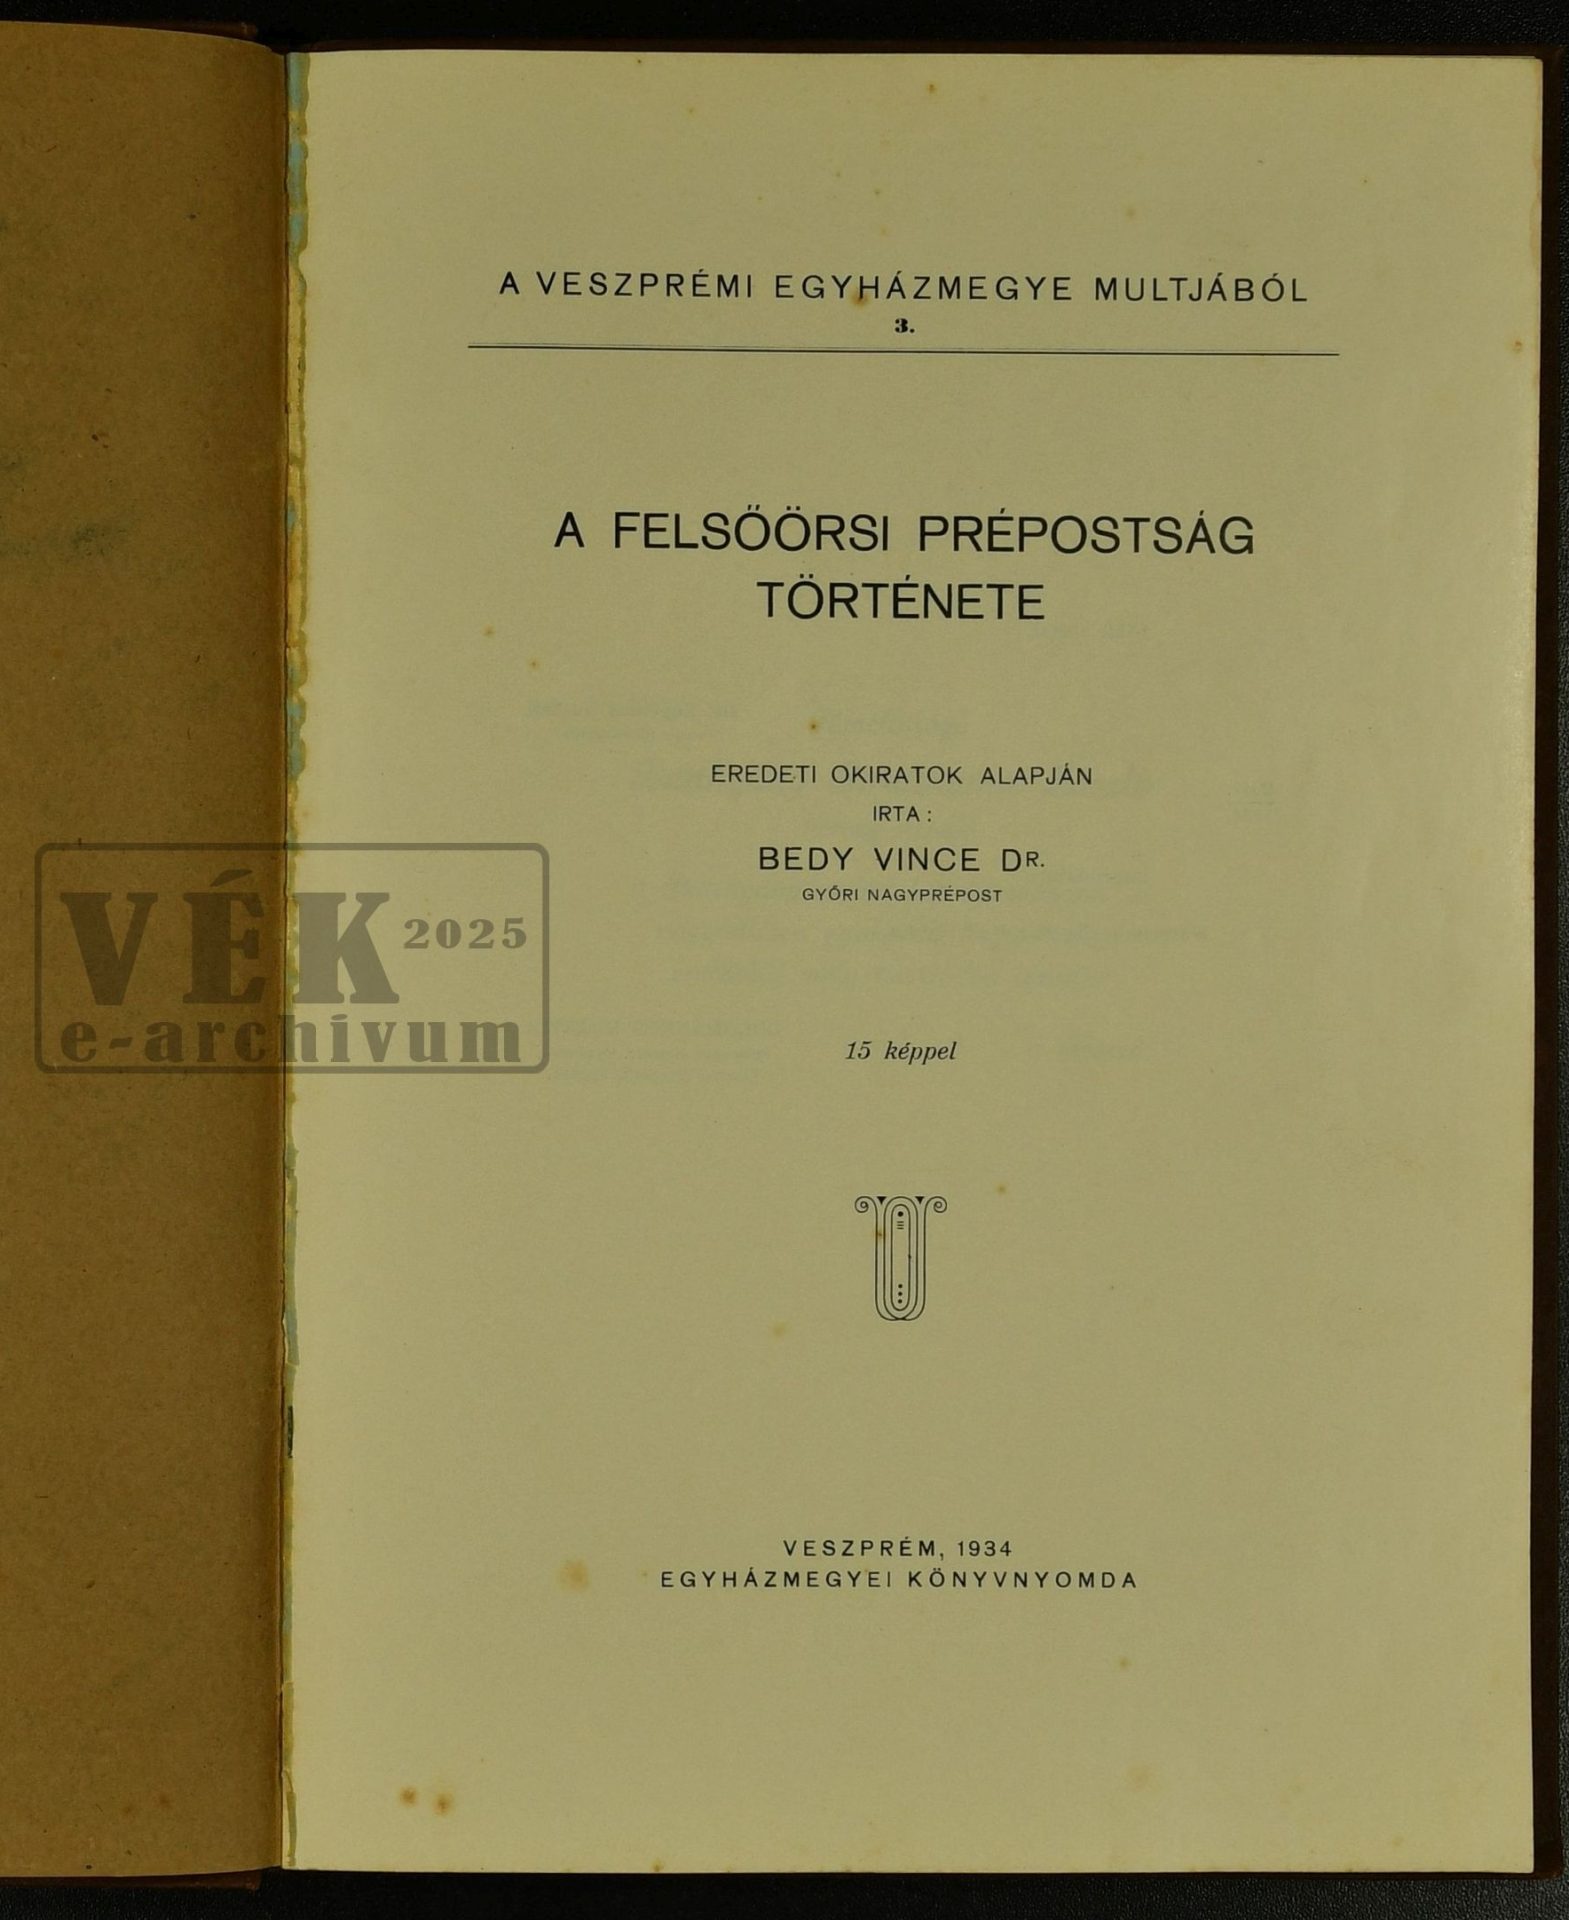 A VESZPRÉMI EGYHÁZMEGYE MULTJÁBÓL
3.
A FELSŐÖRSI PRÉPOSTSÁG
TÖRTÉNETE
EREDETI OKIRATOK ALAPJÁN
IRTA :
BEDY VINCE DR.
GYŐRI NAGYPRÉPOST
15 képpel
VESZPRÉM, 1934
EGYHÁZMEGYEI KÖNYVNYOMDA
VÉK 2025
e-archivum